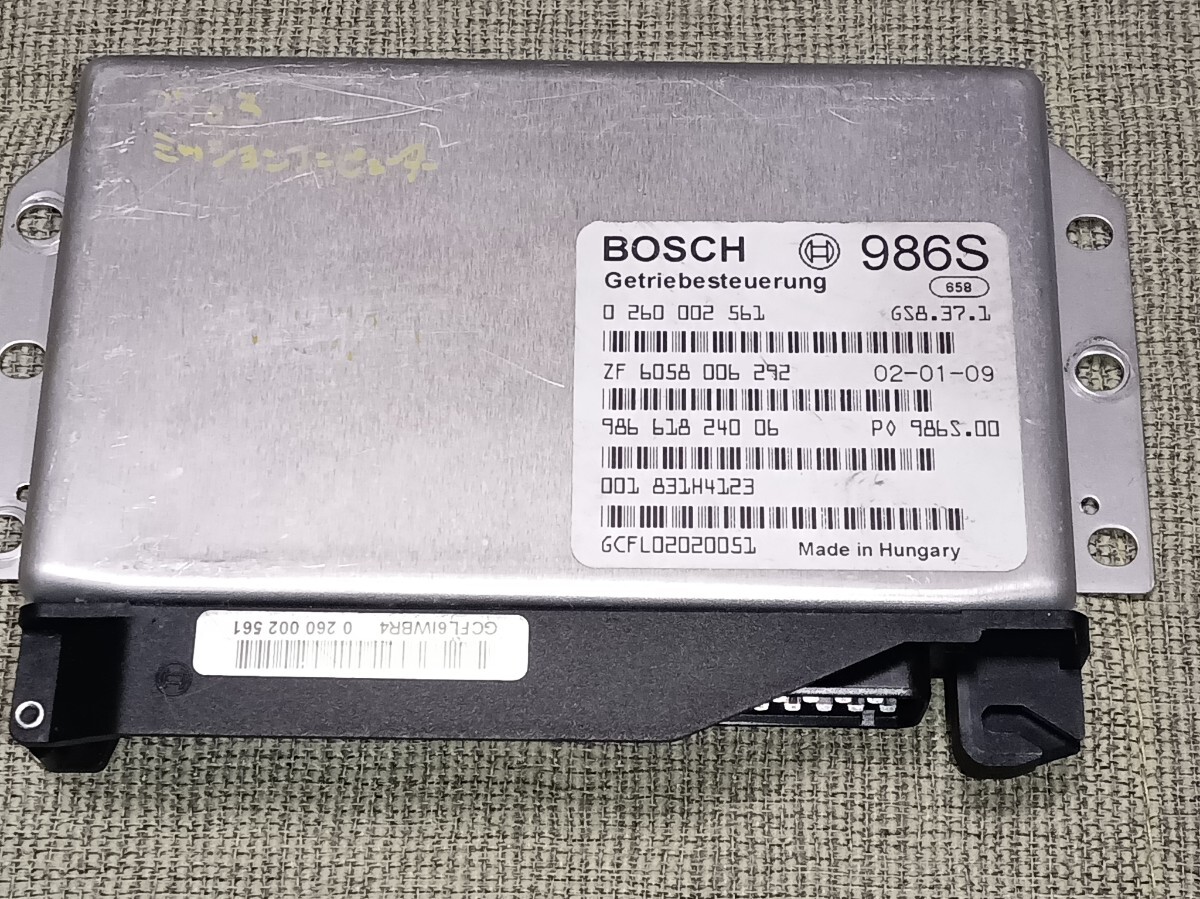 ミッションコンピューター
BOSCH 986S
Getriebesteuerung 658
0 260 002 561 GS8.37.1
ZF 6058 006 292 02-01-09
986 618 240 06 P◊ 986S.00
001 831H4123
GCFL02020051 Made in Hungary
GCFL6IWBR4 0 260 002 561